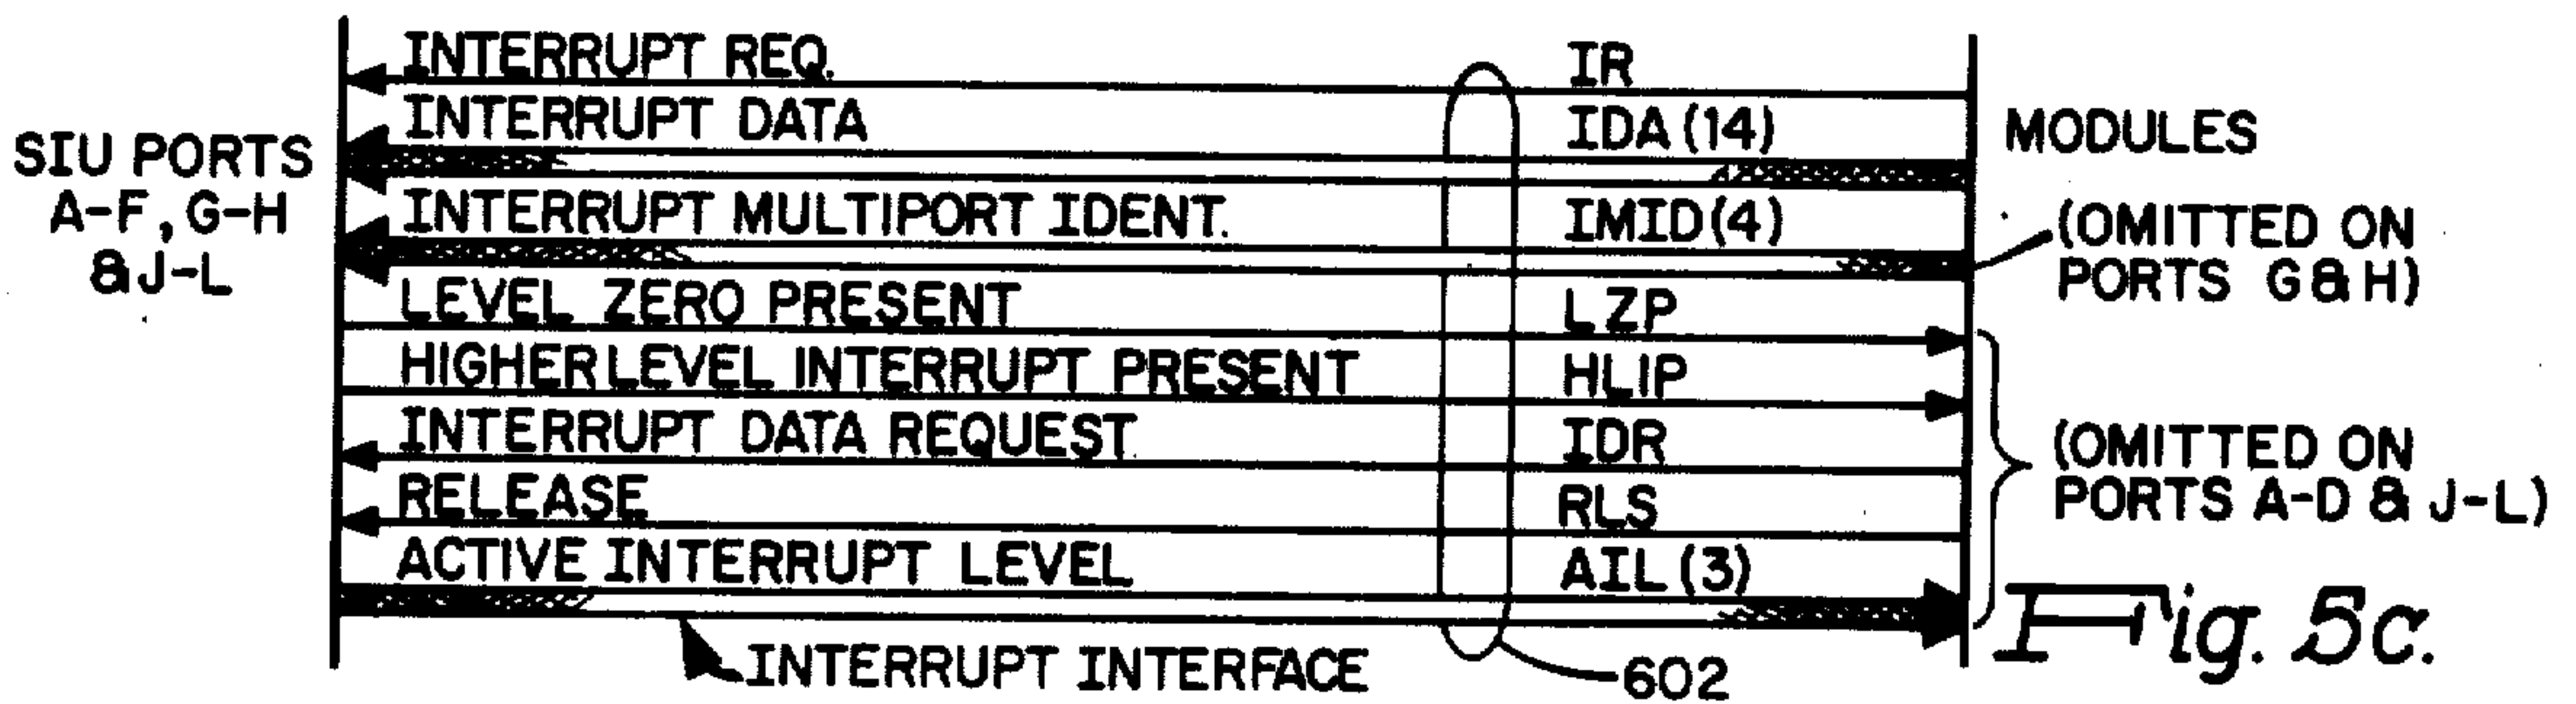 INTERRUPT REQ. IR
INTERRUPT DATA IDA (14)
MODULES
SIU PORTS
A-F, G-H
& J-L
INTERRUPT MULTIPORT IDENT. IMID (4)
(OMITTED ON
PORTS G & H)
LEVEL ZERO PRESENT LZP
HIGHER LEVEL INTERRUPT PRESENT HLIP
INTERRUPT DATA REQUEST IDR
(OMITTED ON
PORTS A-D & J-L)
RELEASE RLS
ACTIVE INTERRUPT LEVEL AIL (3)
INTERRUPT INTERFACE
602
Fig. 5c.